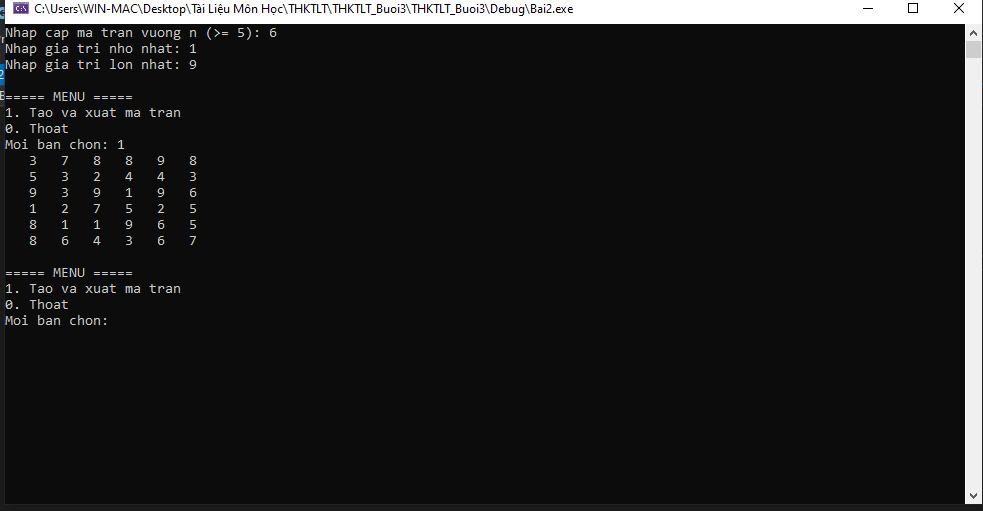 C:\Users\WIN-MAC\Desktop\Tài Liệu Môn Học\THKTLT\THKTLT_Buoi3\THKTLT_Buoi3\Debug\Bai2.exe
Nhap cap ma tran vuong n (>= 5): 6
Nhap gia tri nho nhat: 1
Nhap gia tri lon nhat: 9
===== MENU =====
1. Tao va xuat ma tran
0. Thoat
Moi ban chon: 1
3 7 8 8 9 8
5 3 2 4 4 3
9 3 9 1 9 6
1 2 7 5 2 5
8 1 1 9 6 5
8 6 4 3 6 7
===== MENU =====
1. Tao va xuat ma tran
0. Thoat
Moi ban chon: